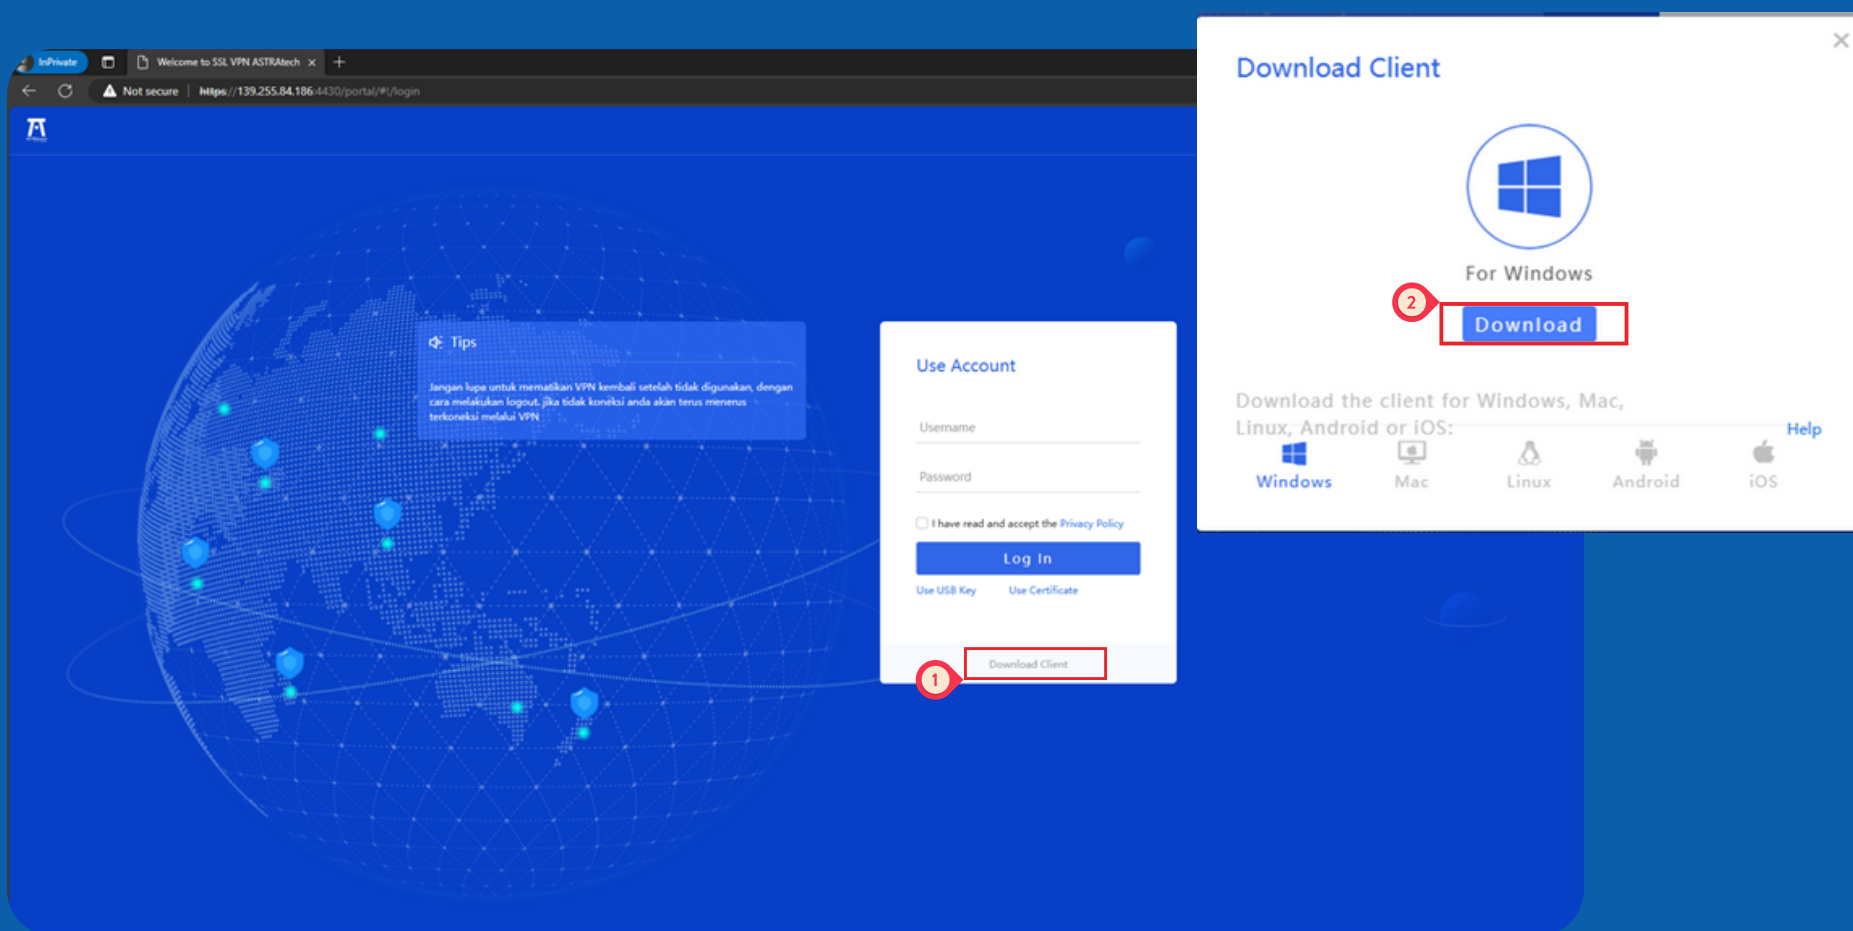 InPrivate
Welcome to SSL VPN ASTRAtech
Not secure
https://139.255.84.186:4430/portal/#!/login
Tips
Jangan lupa untuk mematikan VPN kembali setelah tidak digunakan, dengan
cara melakukan logout. jika tidak koneksi anda akan terus menerus
terkoneksi melalui VPN
Use Account
Username
Password
I have read and accept the Privacy Policy
Log In
Use USB Key
Use Certificate
1
Download Client
Download Client
For Windows
2
Download
Download the client for Windows, Mac,
Linux, Android or iOS:
Help
Windows
Mac
Linux
Android
iOS